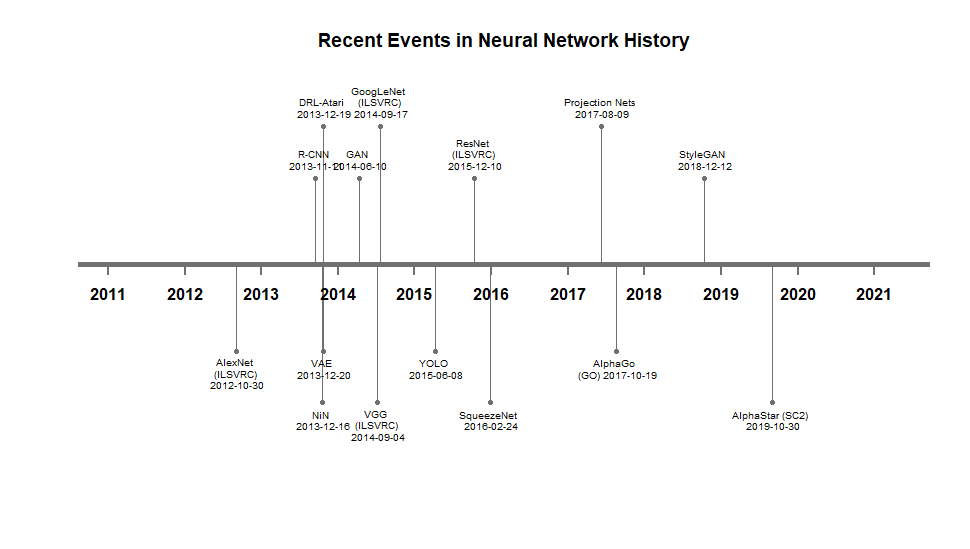 Recent Events in Neural Network History
GoogLeNet
(ILSVRC)
2014-09-17
DRL-Atari
2013-12-19
Projection Nets
2017-08-09
R-CNN
2013-11-11
GAN
2014-06-10
ResNet
(ILSVRC)
2015-12-10
StyleGAN
2018-12-12
2011
2012
2013
2014
2015
2016
2017
2018
2019
2020
2021
AlexNet
(ILSVRC)
2012-10-30
VAE
2013-12-20
YOLO
2015-06-08
AlphaGo
(GO) 2017-10-19
NiN
2013-12-16
VGG
(ILSVRC)
2014-09-04
SqueezeNet
2016-02-24
AlphaStar (SC2)
2019-10-30